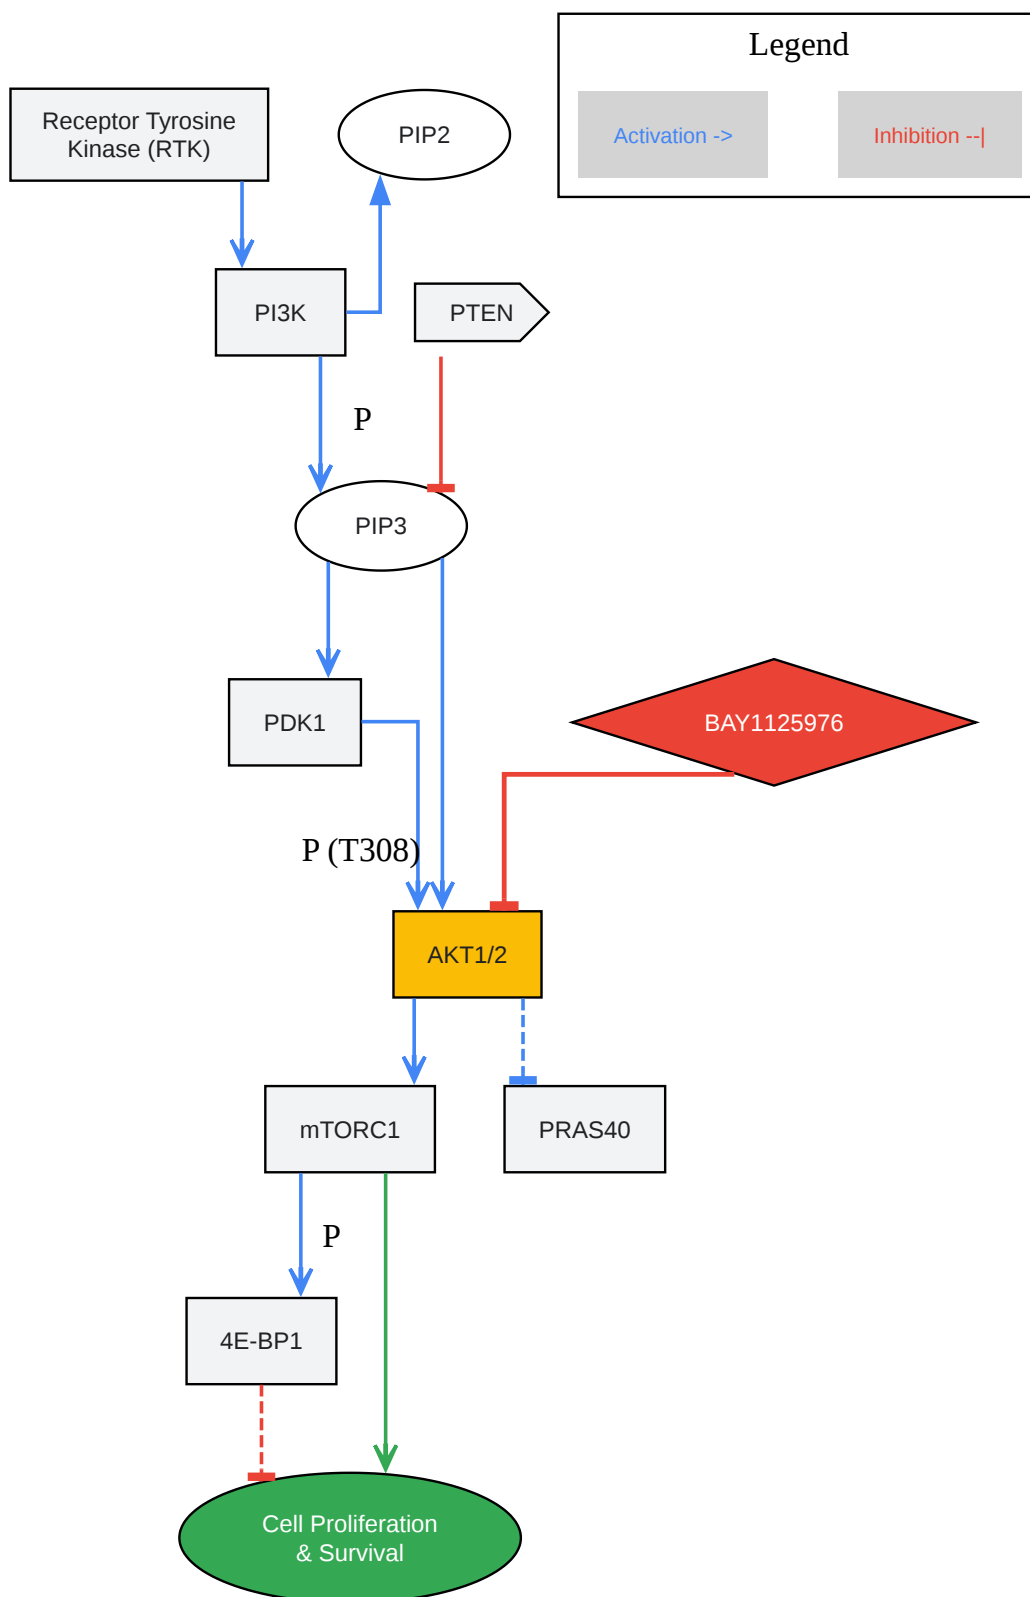 Legend
Activation ->
Inhibition --|
Receptor Tyrosine
Kinase (RTK)
PIP2
PI3K
PTEN
P
PIP3
PDK1
BAY1125976
P (T308)
AKT1/2
mTORC1
PRAS40
P
4E-BP1
Cell Proliferation
& Survival